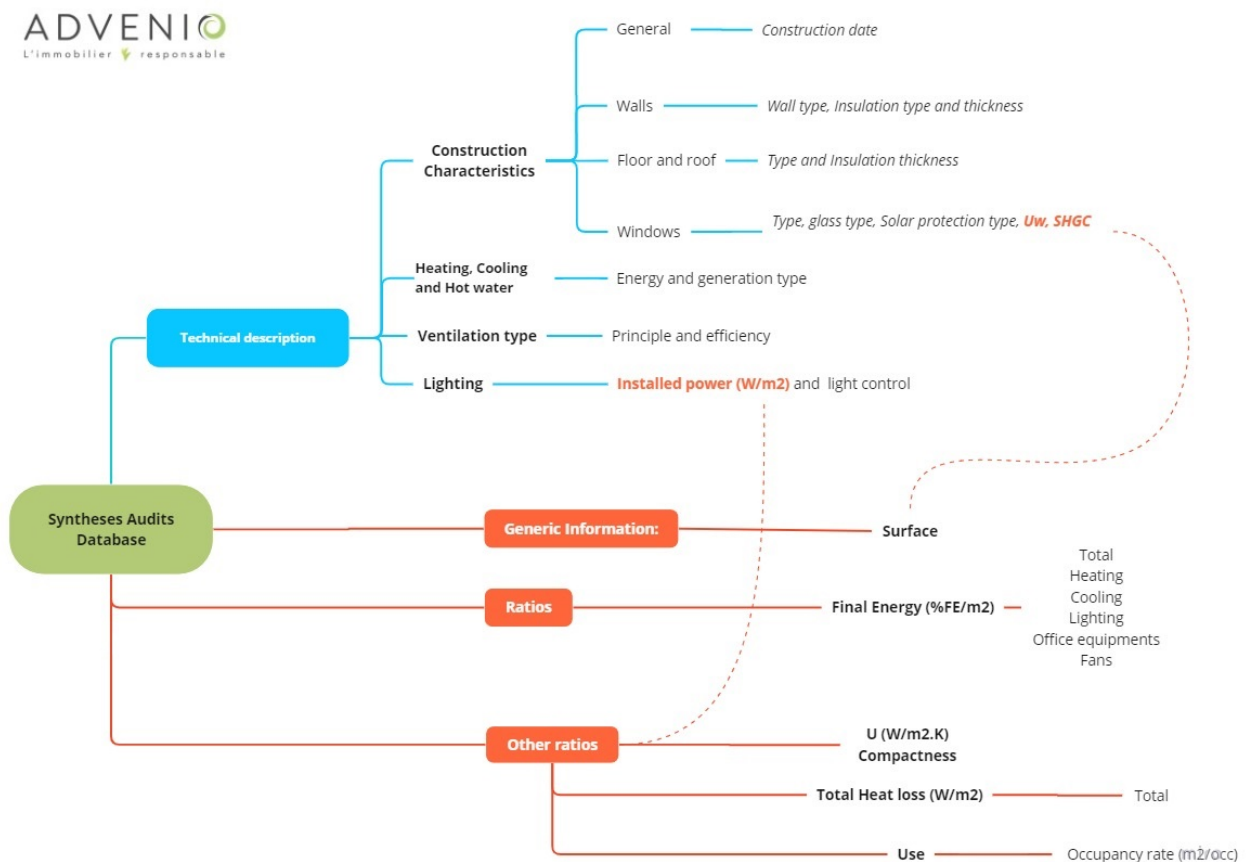 ADVENIO
L'immobilier responsable
General
Construction date
Walls
Wall type, Insulation type and thickness
Construction
Characteristics
Floor and roof
Type and Insulation thickness
Windows
Type, glass type, Solar protection type, Uw, SHGC
Heating, Cooling
and Hot water
Energy and generation type
Technical description
Ventilation type
Principle and efficiency
Lighting
Installed power (W/m2) and light control
Syntheses Audits
Database
Generic Information:
Surface
Ratios
Final Energy (%FE/m2)
Total
Heating
Cooling
Lighting
Office equipments
Fans
Other ratios
U (W/m2.K)
Compactness
Total Heat loss (W/m2)
Total
Use
Occupancy rate (m2/occ)